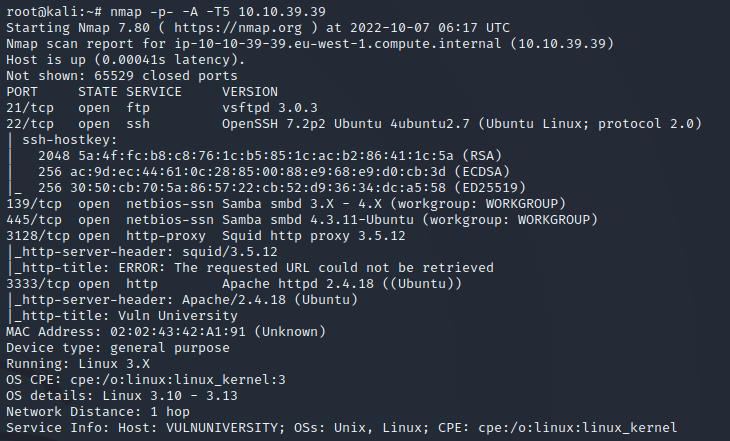 root@kali:~# nmap -p- -A -T5 10.10.39.39
Starting Nmap 7.80 ( https://nmap.org ) at 2022-10-07 06:17 UTC
Nmap scan report for ip-10-10-39-39.eu-west-1.compute.internal (10.10.39.39)
Host is up (0.00041s latency).
Not shown: 65529 closed ports
PORT     STATE SERVICE     VERSION
21/tcp   open  ftp         vsftpd 3.0.3
22/tcp   open  ssh         OpenSSH 7.2p2 Ubuntu 4ubuntu2.7 (Ubuntu Linux; protocol 2.0)
| ssh-hostkey:
|   2048 5a:4f:fc:b8:c8:76:1c:b5:85:1c:ac:b2:86:41:1c:5a (RSA)
|   256 ac:9d:ec:44:61:0c:28:85:00:88:e9:68:e9:d0:cb:3d (ECDSA)
|_  256 30:50:cb:70:5a:86:57:22:cb:52:d9:36:34:dc:a5:58 (ED25519)
139/tcp  open  netbios-ssn Samba smbd 3.X - 4.X (workgroup: WORKGROUP)
445/tcp  open  netbios-ssn Samba smbd 4.3.11-Ubuntu (workgroup: WORKGROUP)
3128/tcp open  http-proxy  Squid http proxy 3.5.12
|_http-server-header: squid/3.5.12
|_http-title: ERROR: The requested URL could not be retrieved
3333/tcp open  http        Apache httpd 2.4.18 ((Ubuntu))
|_http-server-header: Apache/2.4.18 (Ubuntu)
|_http-title: Vuln University
MAC Address: 02:02:43:42:A1:91 (Unknown)
Device type: general purpose
Running: Linux 3.X
OS CPE: cpe:/o:linux:linux_kernel:3
OS details: Linux 3.10 - 3.13
Network Distance: 1 hop
Service Info: Host: VULNUNIVERSITY; OSs: Unix, Linux; CPE: cpe:/o:linux:linux_kernel